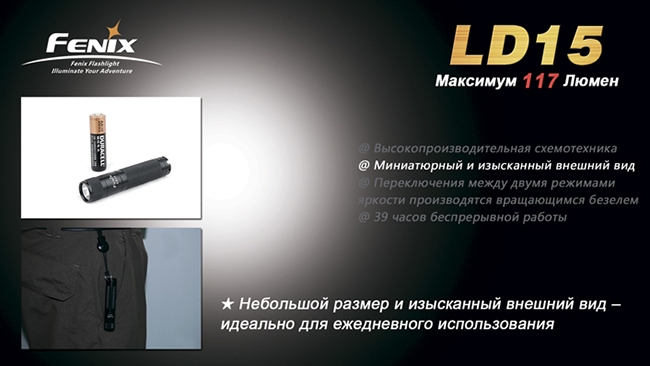 FENIX
Fenix Flashlight
Illuminate Your Adventure
LD15
Максимум 117 Люмен
DURACELL
@ Высокопроизводительная схемотехника
@ Миниатюрный и изысканный внешний вид
@ Переключения между двумя режимами
яркости производятся вращающимся безелем
@ 39 часов беспрерывной работы
★ Небольшой размер и изысканный внешний вид –
идеально для ежедневного использования